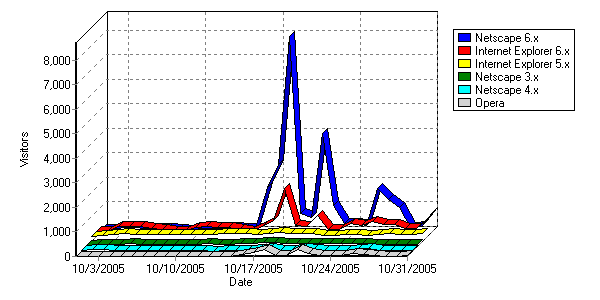 8,000
7,000
6,000
5,000
4,000
3,000
2,000
1,000
0
Visitors
10/3/2005
10/10/2005
10/17/2005
10/24/2005
10/31/2005
Date
Netscape 6.x
Internet Explorer 6.x
Internet Explorer 5.x
Netscape 3.x
Netscape 4.x
Opera